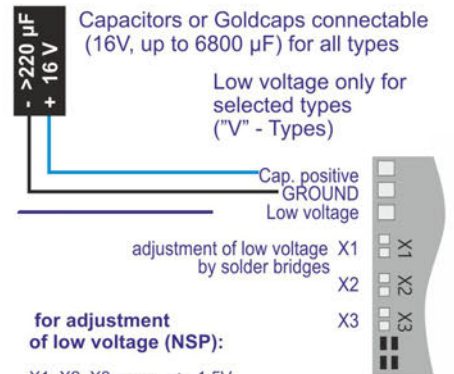 - >220 µF
+ 16 V
Capacitors or Goldcaps connectable
(16V, up to 6800 µF) for all types
Low voltage only for
selected types
("V" - Types)
Cap. positive
GROUND
Low voltage
adjustment of low voltage X1
by solder bridges
X2
X3
X1
X2
X3
for adjustment
of low voltage (NSP):